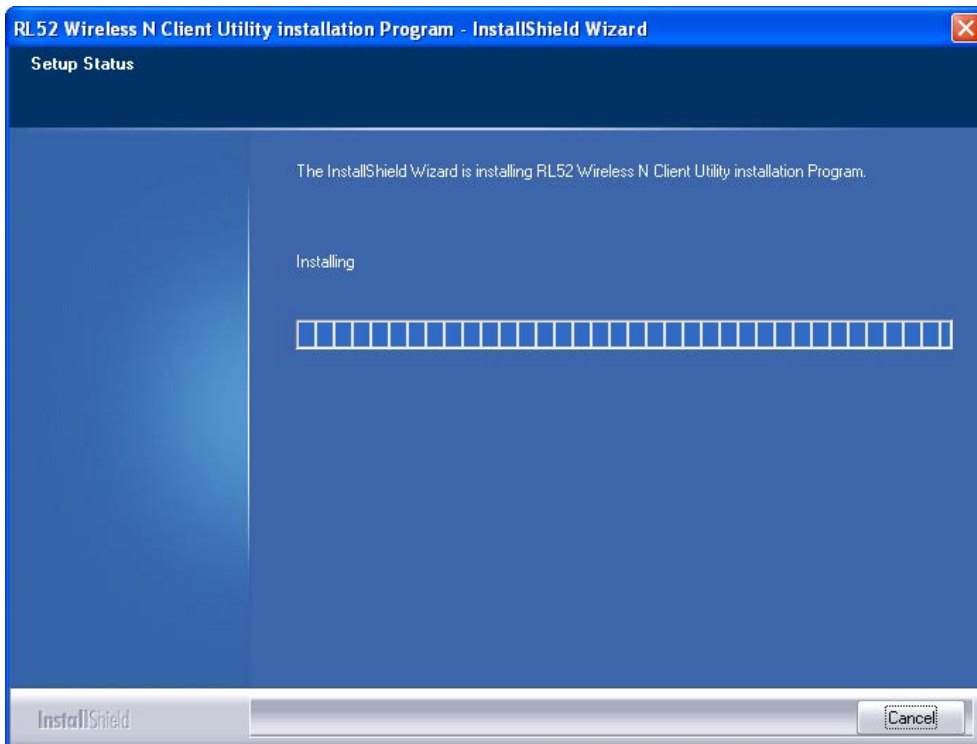 RL52 Wireless N Client Utility installation Program - InstallShield Wizard
Setup Status
The InstallShield Wizard is installing RL52 Wireless N Client Utility installation Program.
Installing
InstallShield
Cancel